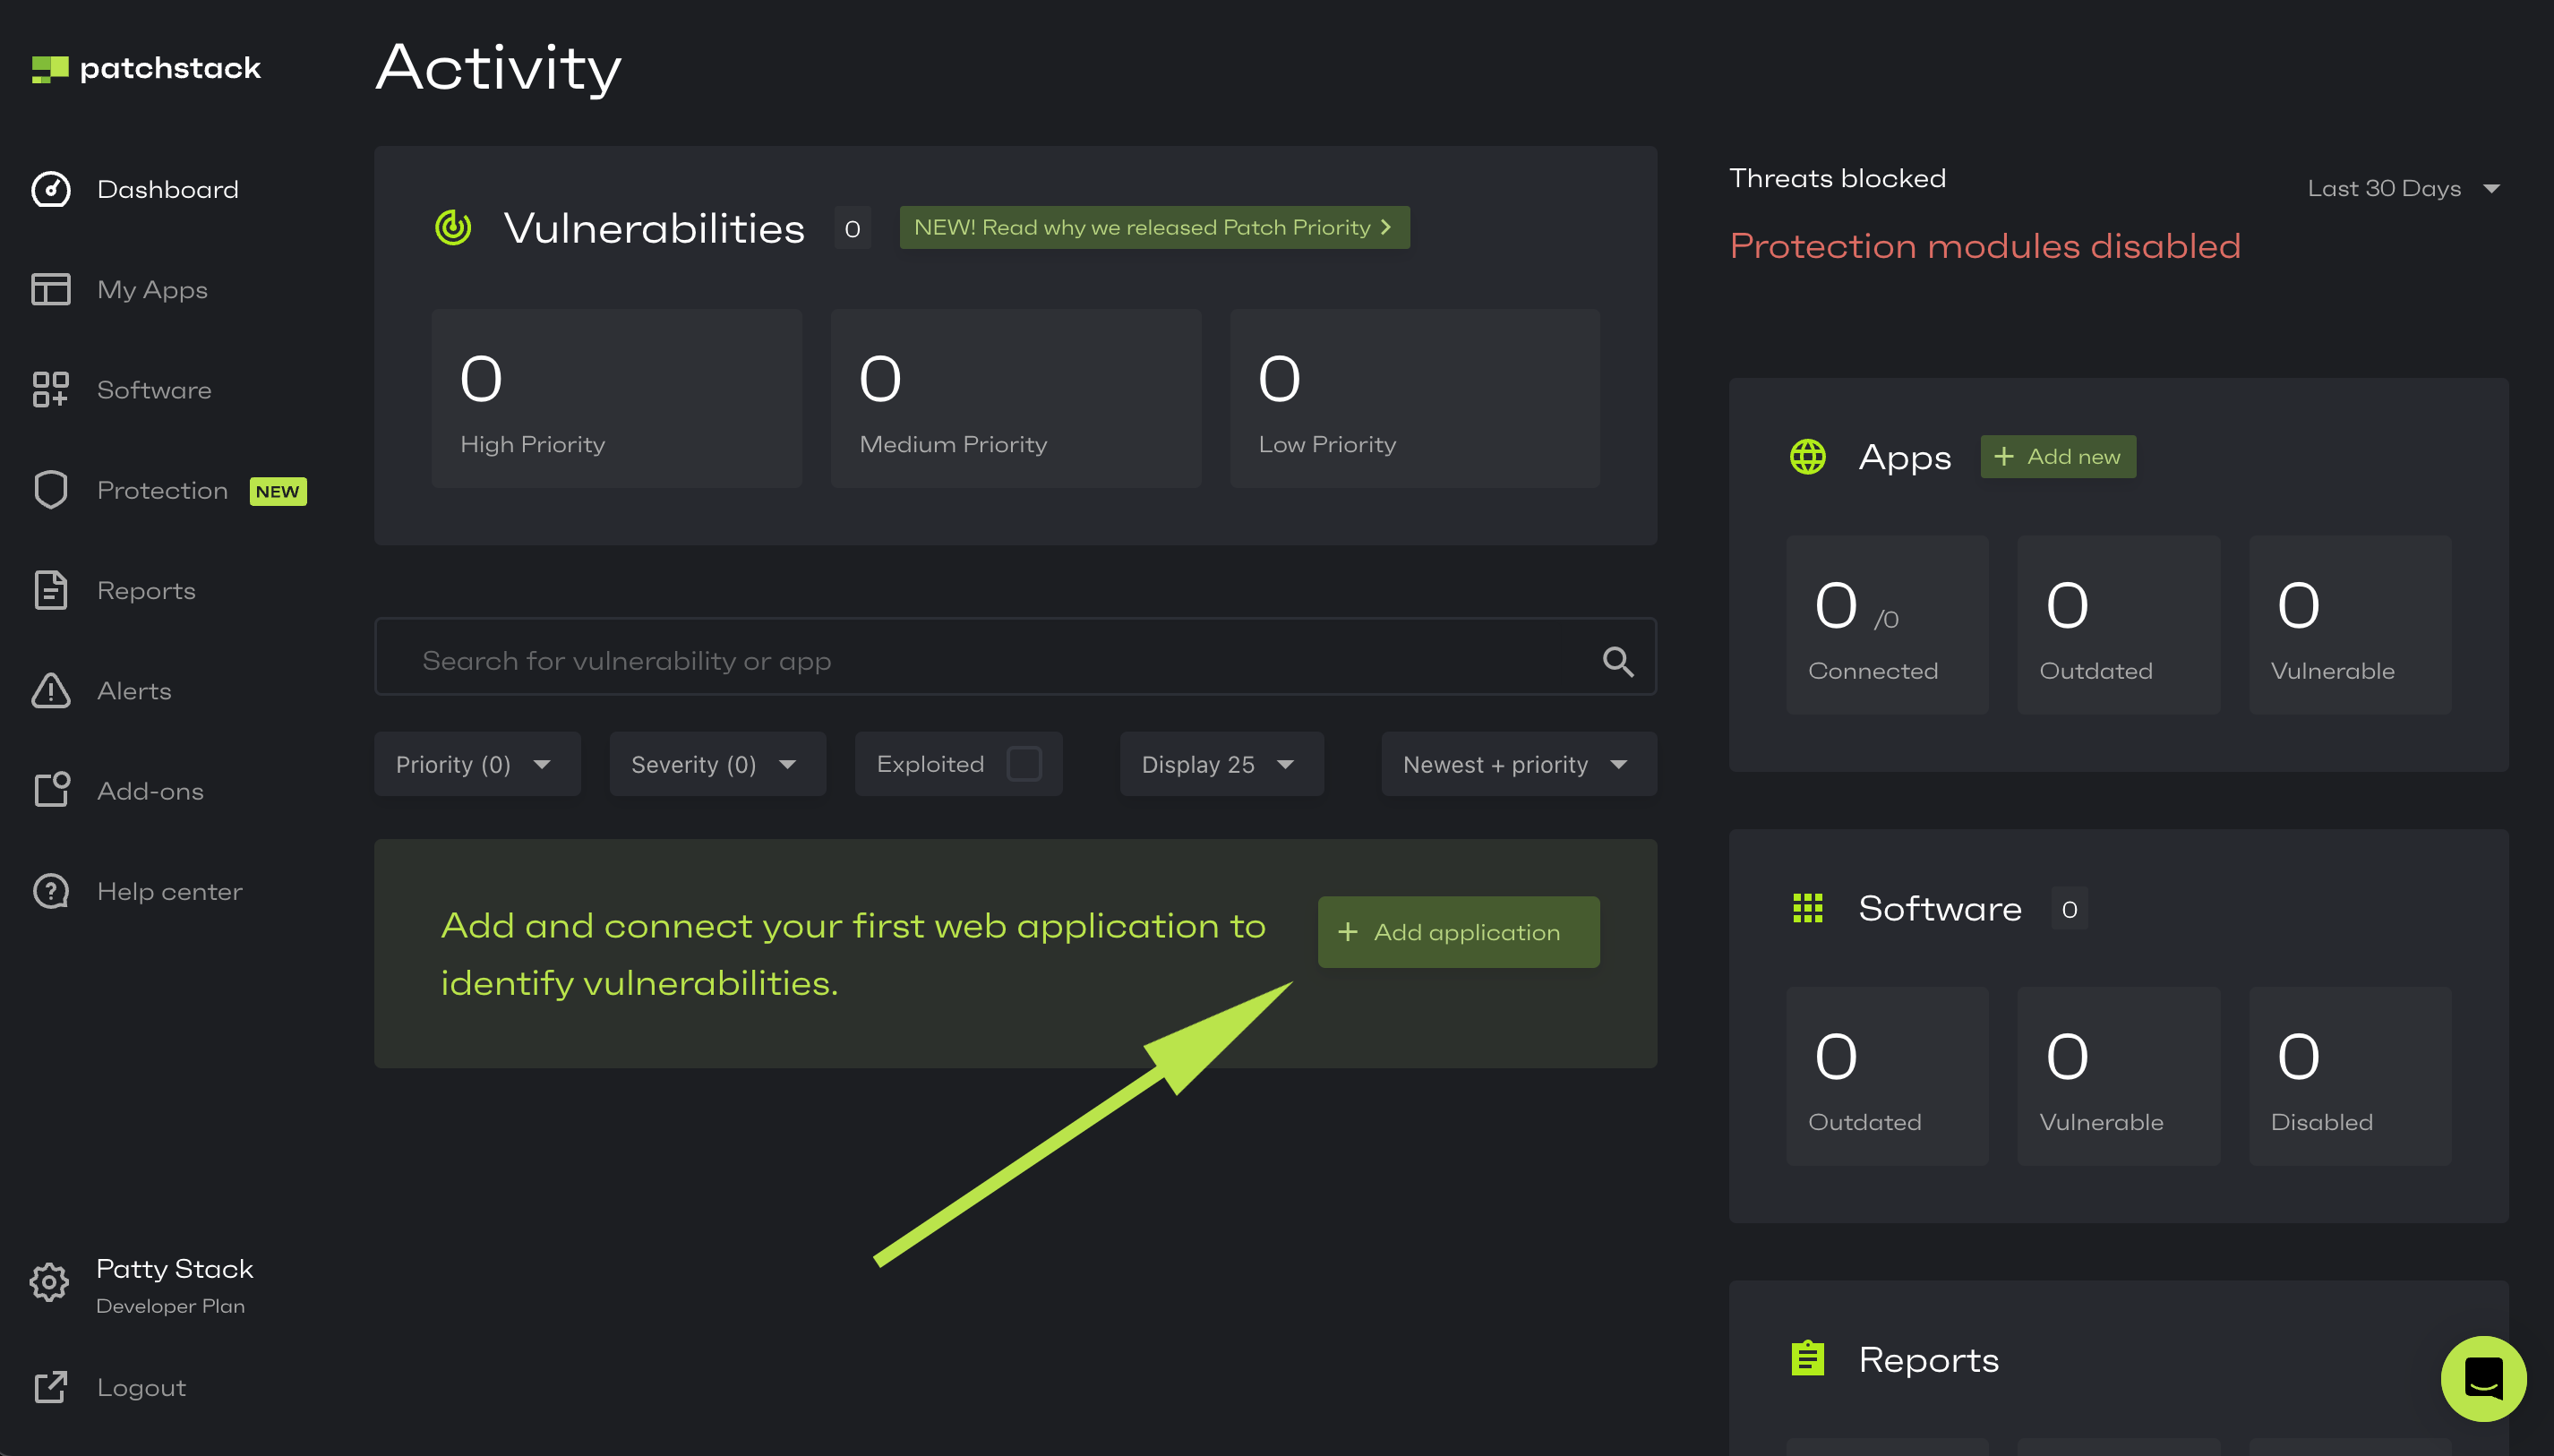 patchstack
Dashboard
My Apps
Software
Protection NEW
Reports
Alerts
Add-ons
Help center
Patty Stack
Developer Plan
Logout
Activity
Vulnerabilities 0 NEW! Read why we released Patch Priority
0
High Priority
0
Medium Priority
0
Low Priority
Search for vulnerability or app
Priority (0) Severity (0) Exploited Display 25 Newest + priority
Add and connect your first web application to
identify vulnerabilities.
+ Add application
Threats blocked
Last 30 Days
Protection modules disabled
Apps + Add new
0 /0
Connected
0
Outdated
0
Vulnerable
Software 0
0
Outdated
0
Vulnerable
0
Disabled
Reports